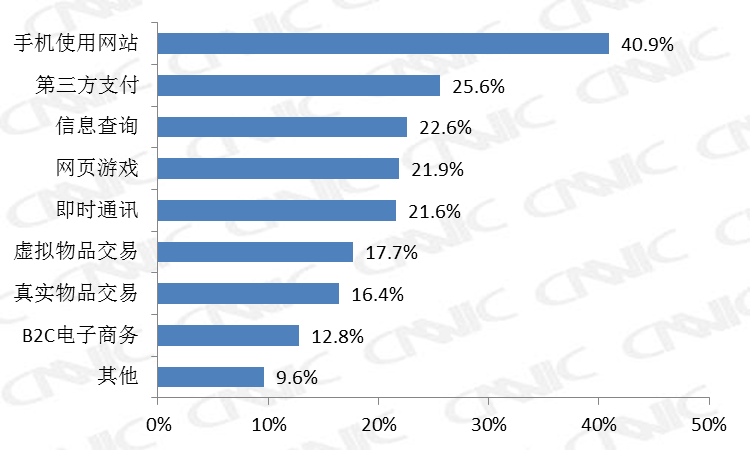 手机使用网站 40.9%
第三方支付 25.6%
信息查询 22.6%
网页游戏 21.9%
即时通讯 21.6%
虚拟物品交易 17.7%
真实物品交易 16.4%
B2C电子商务 12.8%
其他 9.6%
0% 10% 20% 30% 40% 50%
CNNIC